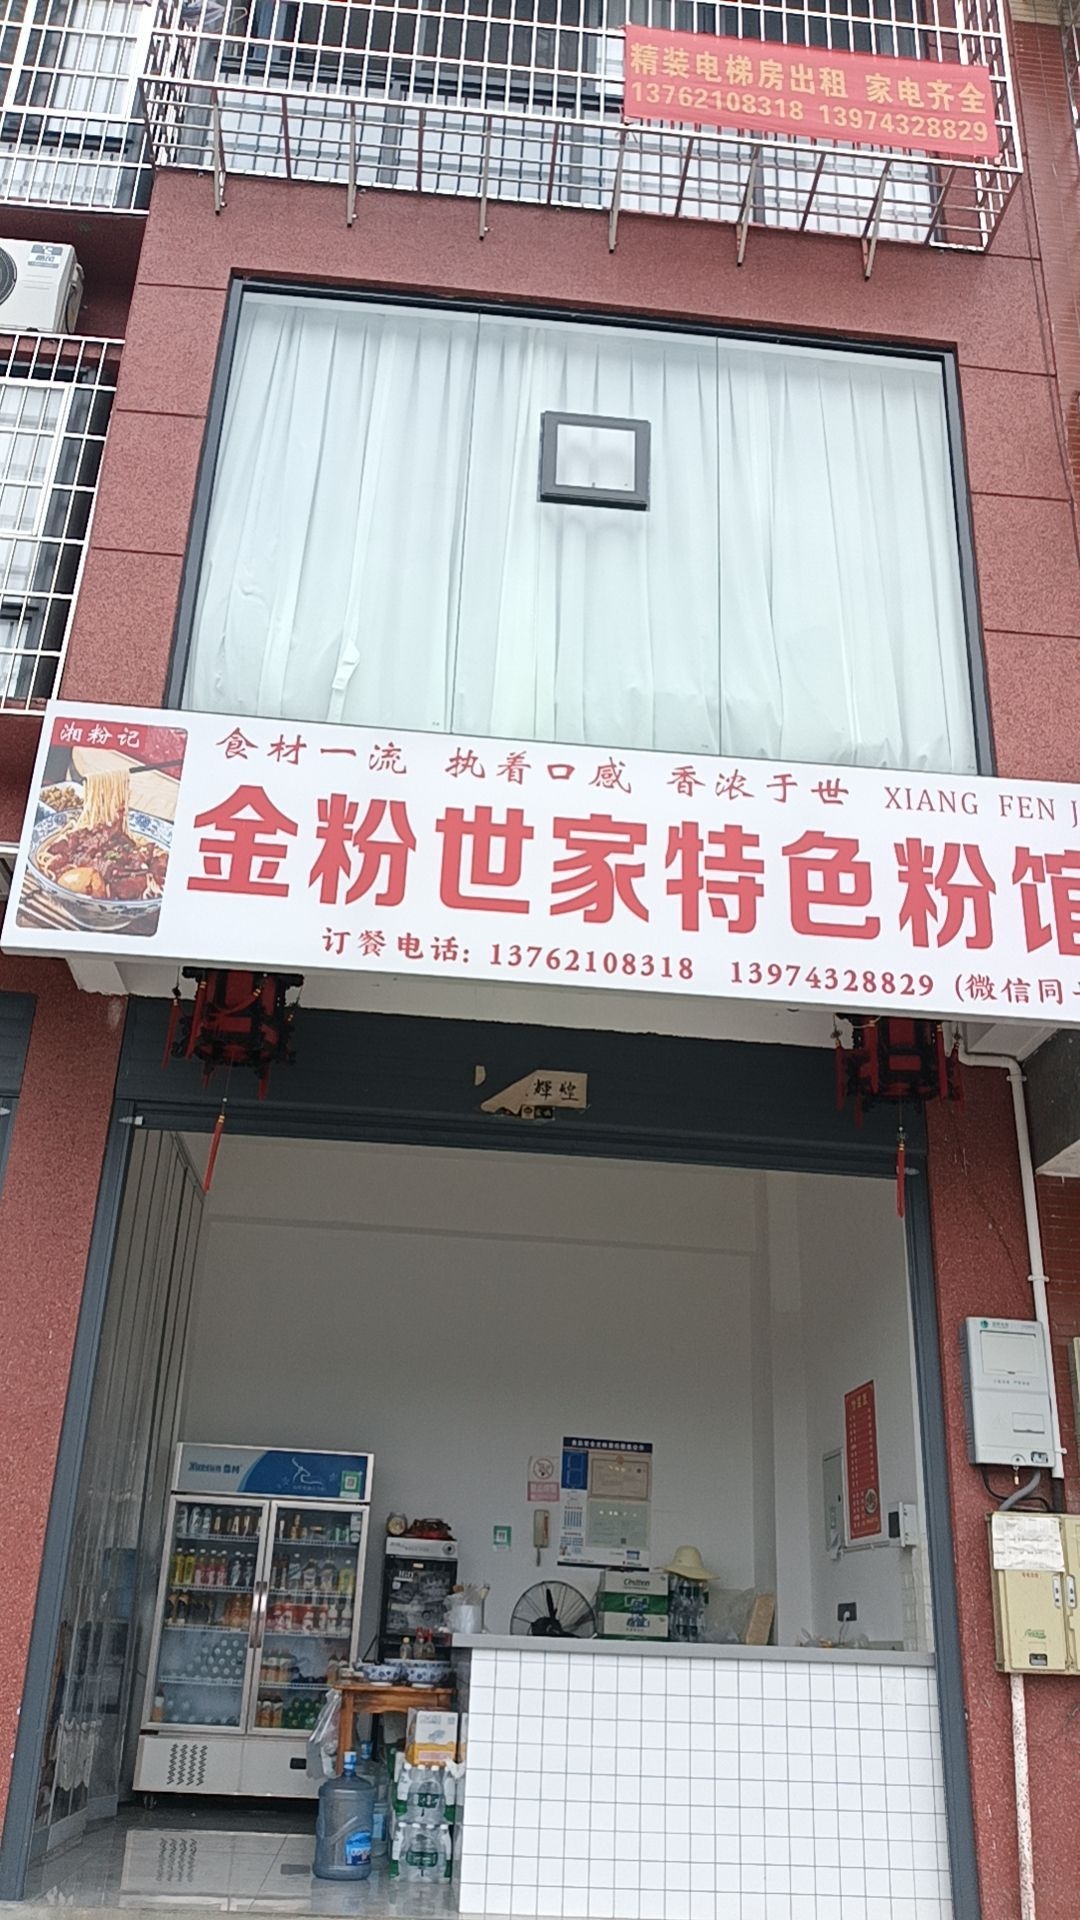 精装电梯房出租 家电齐全
13762108318 13974328829
湘粉记
食材一流 执着口感 香浓于世 XIANG FEN J
金粉世家特色粉馆
订餐电话: 13762108318 13974328829 (微信同
輝煌